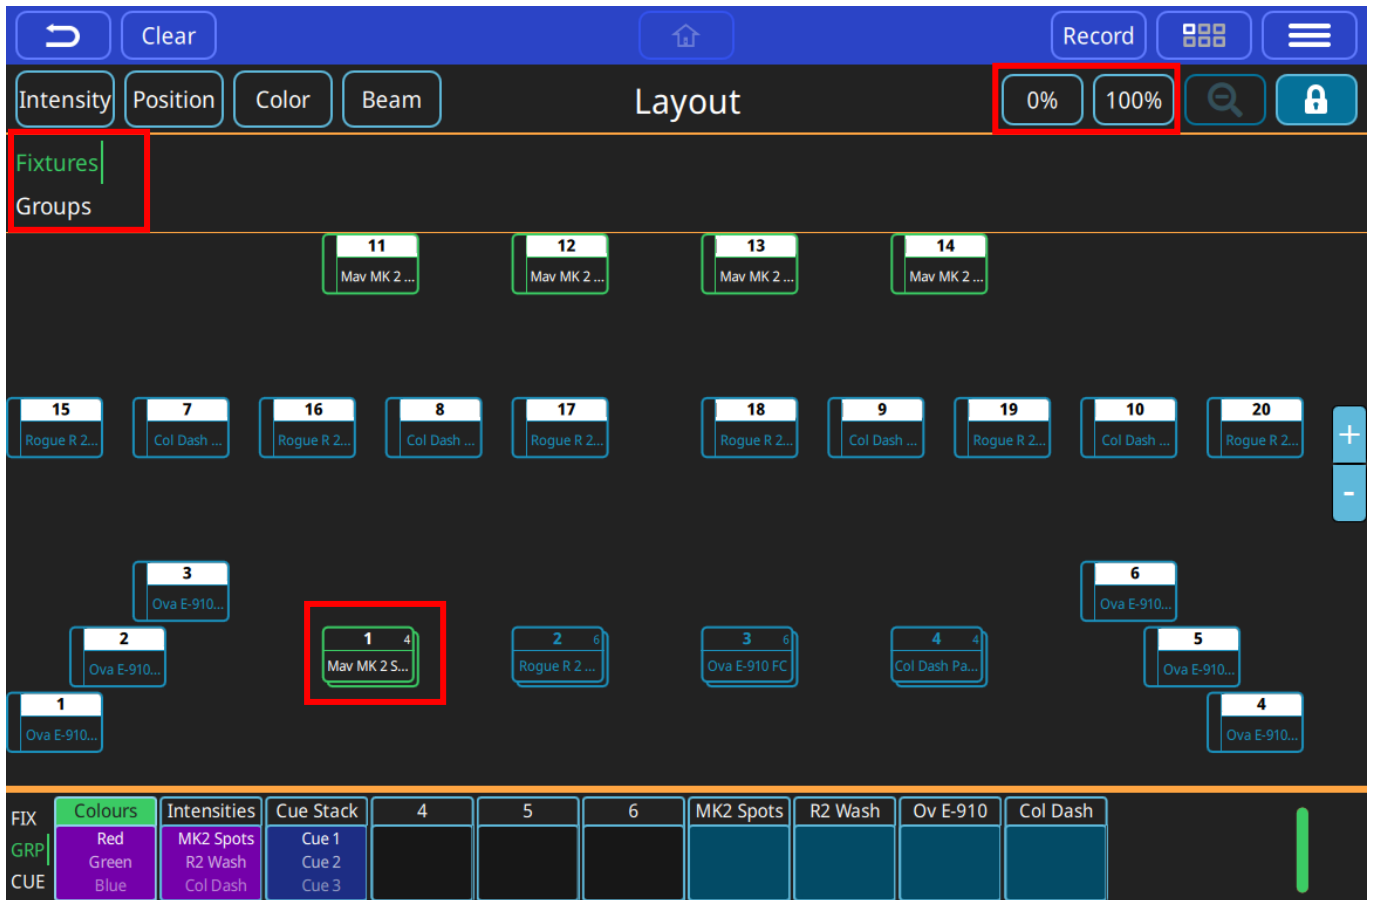 Clear
Record
Intensity Position Color Beam Layout 0% 100%
Fixtures
Groups
11 12 13 14
Mav MK 2 ... Mav MK 2 ... Mav MK 2 ... Mav MK 2 ...
15 7 16 8 17 18 9 19 10 20
Rogue R 2... Col Dash ... Rogue R 2... Col Dash ... Rogue R 2... Rogue R 2... Col Dash ... Rogue R 2... Col Dash ... Rogue R 2...
+
-
3 6
Ova E-910... Ova E-910...
2 1 4 2 6 3 6 4 4 5
Ova E-910... Mav MK 2 S... Rogue R 2 ... Ova E-910 FC Col Dash Pa... Ova E-910...
1 4
Ova E-910... Ova E-910...
FIX Colours Intensities Cue Stack 4 5 6 MK2 Spots R2 Wash Ov E-910 Col Dash
Red MK2 Spots Cue 1
GRP Green R2 Wash Cue 2
CUE Blue Col Dash Cue 3